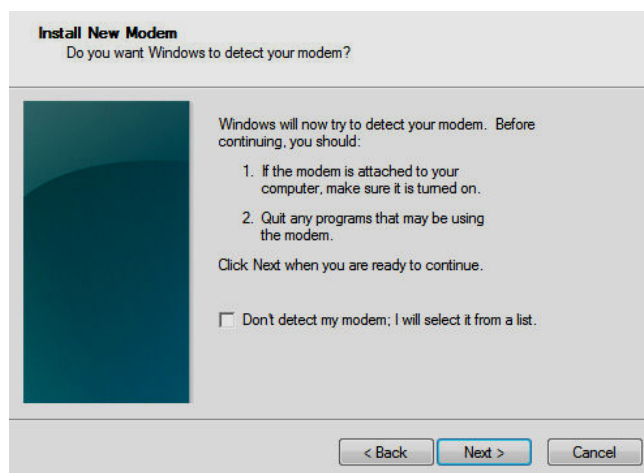 Install New Modem
Do you want Windows to detect your modem?
Windows will now try to detect your modem. Before
continuing, you should:
1. If the modem is attached to your
computer, make sure it is turned on.
2. Quit any programs that may be using
the modem.
Click Next when you are ready to continue.
Don't detect my modem; I will select it from a list.
< Back
Next >
Cancel